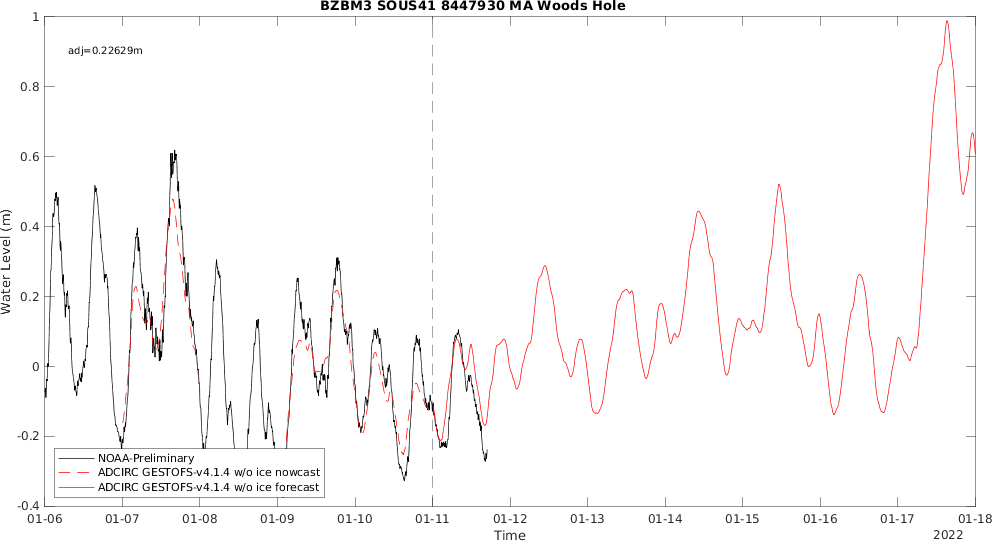 BZBM3 SOUS41 8447930 MA Woods Hole
adj=0.22629m
Water Level (m)
1
0.8
0.6
0.4
0.2
0
-0.2
-0.4
NOAA-Preliminary
ADCIRC GESTOFS-v4.1.4 w/o ice nowcast
ADCIRC GESTOFS-v4.1.4 w/o ice forecast
01-06 01-07 01-08 01-09 01-10 01-11 01-12 01-13 01-14 01-15 01-16 01-17 01-18
Time
2022